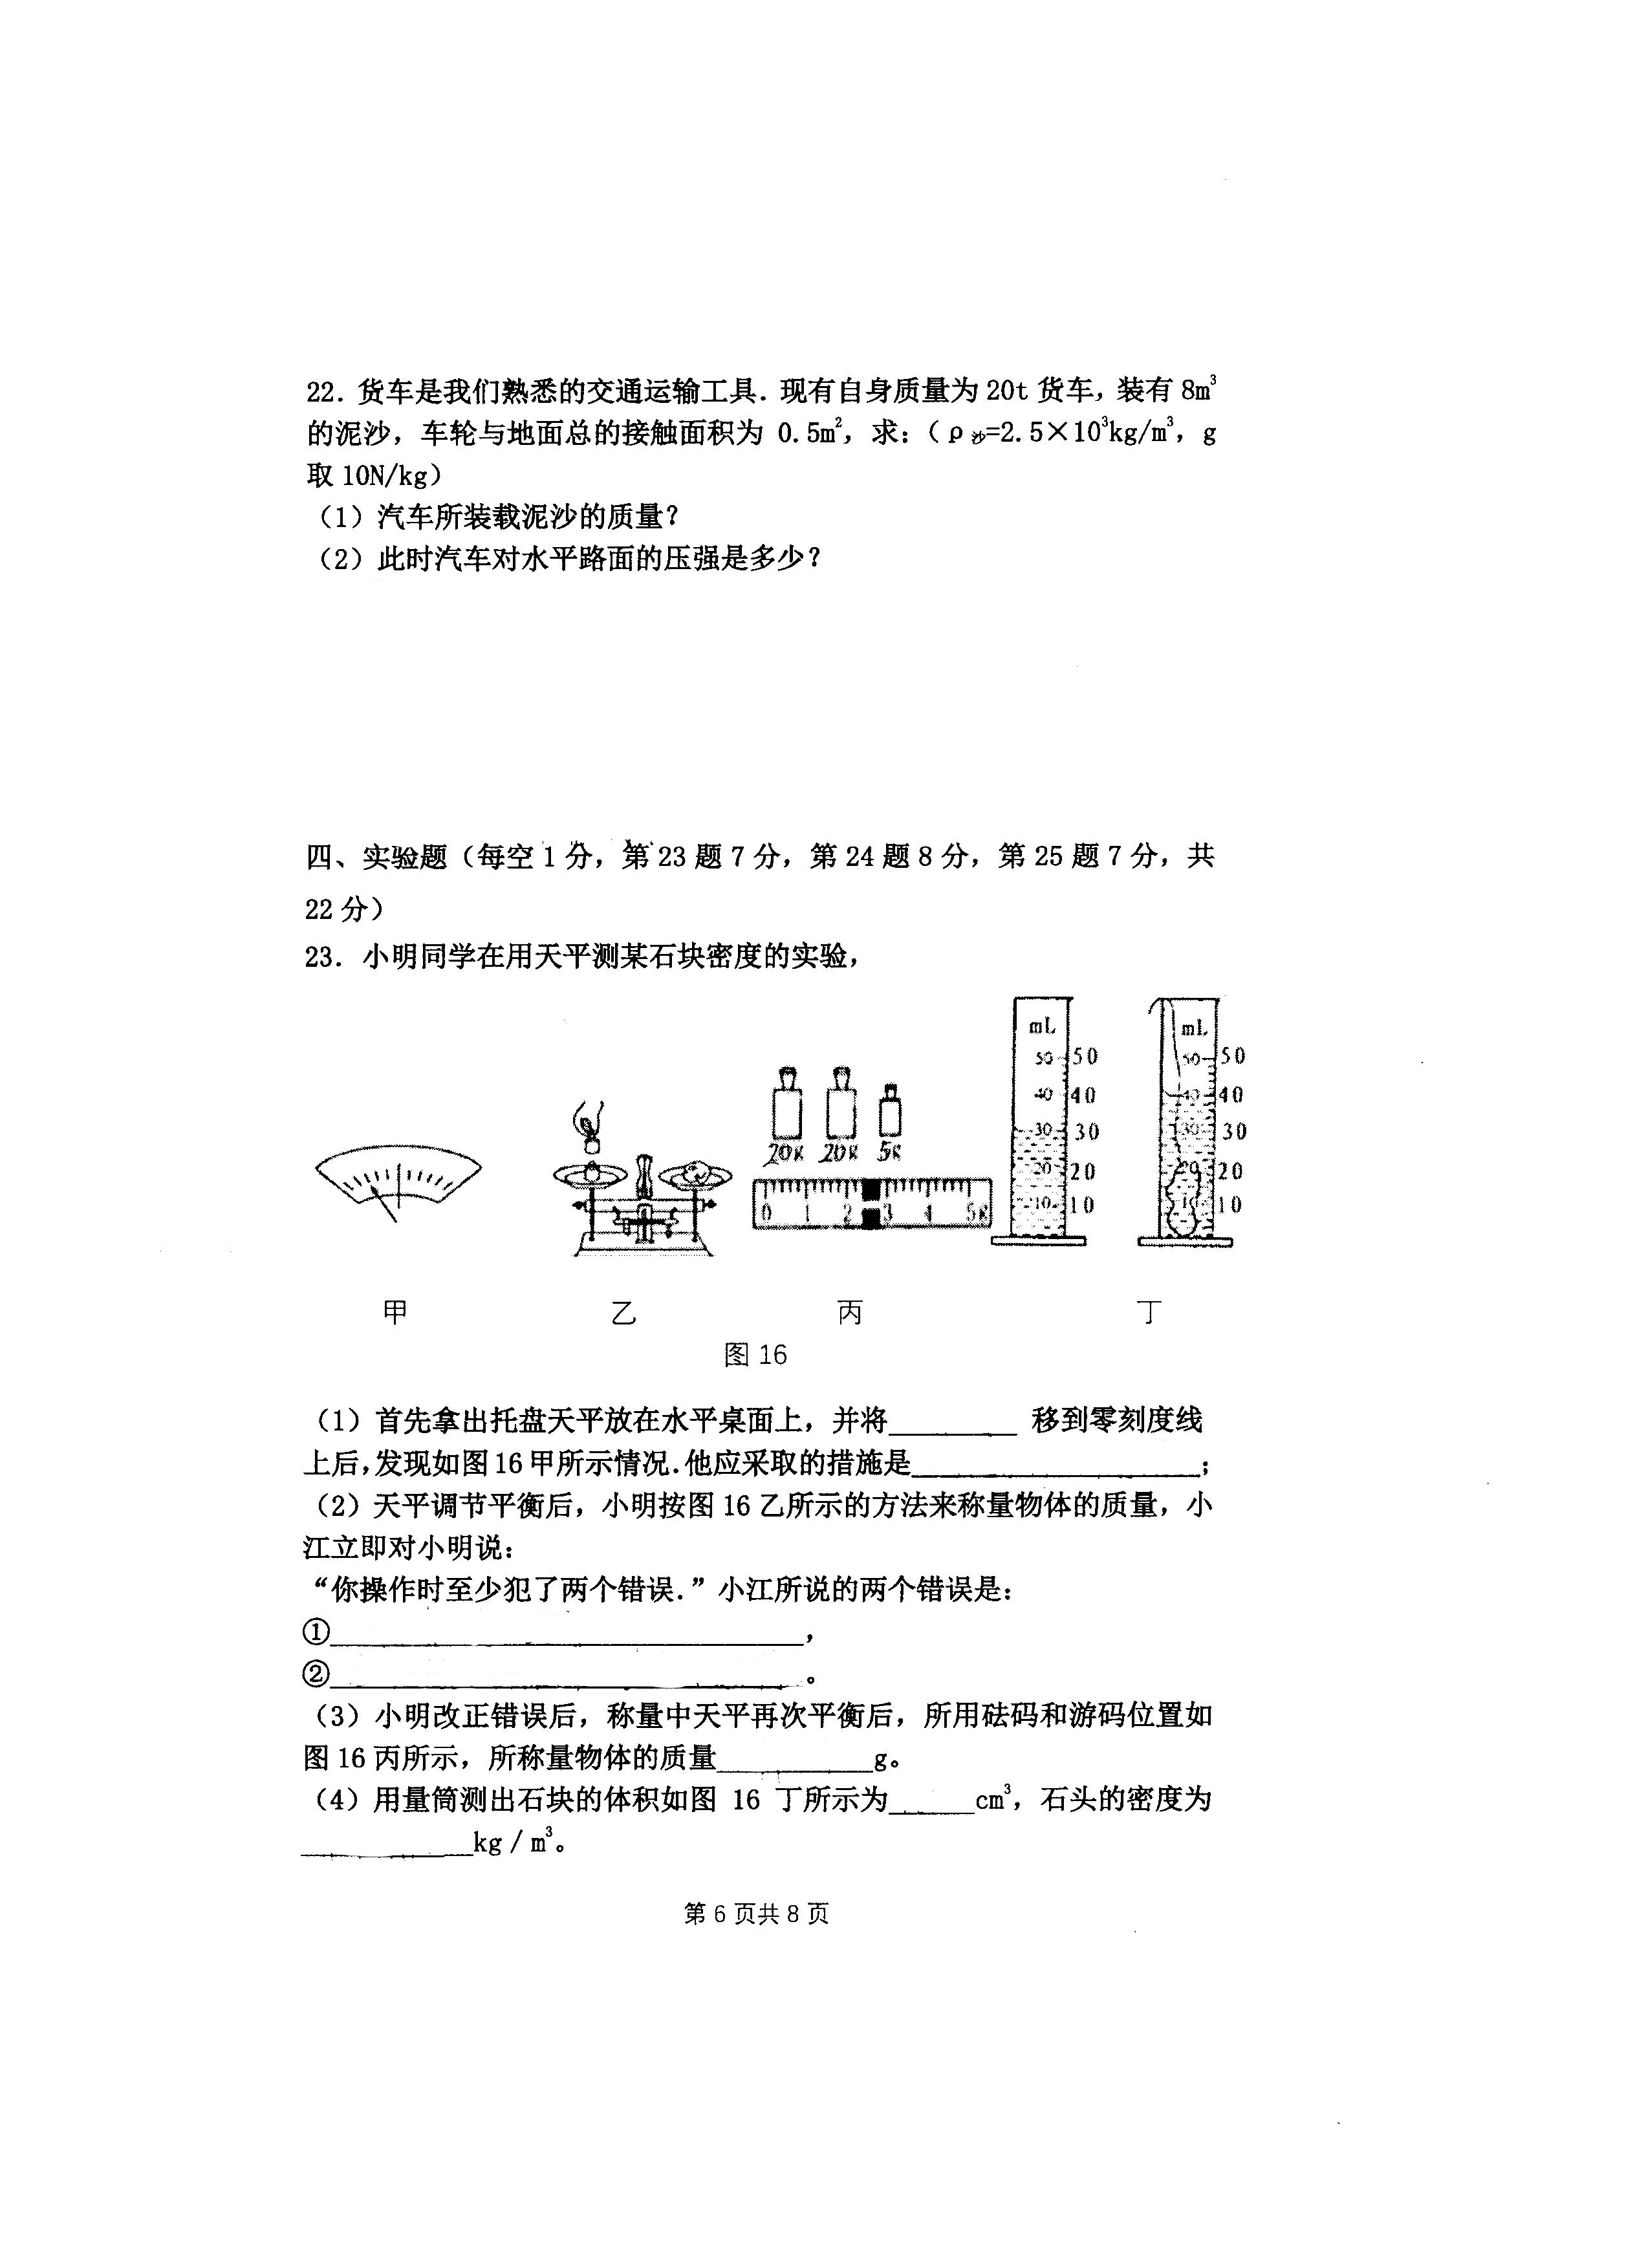 22. 货车是我们熟悉的交通运输工具. 现有自身质量为 20t 货车, 装有 8m³
的泥沙, 车轮与地面总的接触面积为 0.5m², 求:(ρ沙=2.5×10³kg/m³, g
取 10N/kg)
(1)汽车所装载泥沙的质量?
(2)此时汽车对水平路面的压强是多少?
四、实验题(每空 1 分, 第 23 题 7 分, 第 24 题 8 分, 第 25 题 7 分, 共
22 分)
23. 小明同学在用天平测某石块密度的实验,
mL mL
50 50 50 50
40 40 40 40
30 30 30 30
20g 20g 5g
20 20 20 20
10 10 10 10
0 1 2 3 4 5g
甲 乙 丙 丁
图 16
(1)首先拿出托盘天平放在水平桌面上, 并将_________ 移到零刻度线
上后, 发现如图 16 甲所示情况. 他应采取的措施是____________________;
(2)天平调节平衡后, 小明按图 16 乙所示的方法来称量物体的质量, 小
江立即对小明说:
“你操作时至少犯了两个错误.”小江所说的两个错误是:
①_________________________________,
②_________________________________。
(3)小明改正错误后, 称量中天平再次平衡后, 所用砝码和游码位置如
图 16 丙所示, 所称量物体的质量___________g。
(4)用量筒测出石块的体积如图 16 丁所示为______cm³, 石头的密度为
____________kg/m³。
第 6 页共 8 页